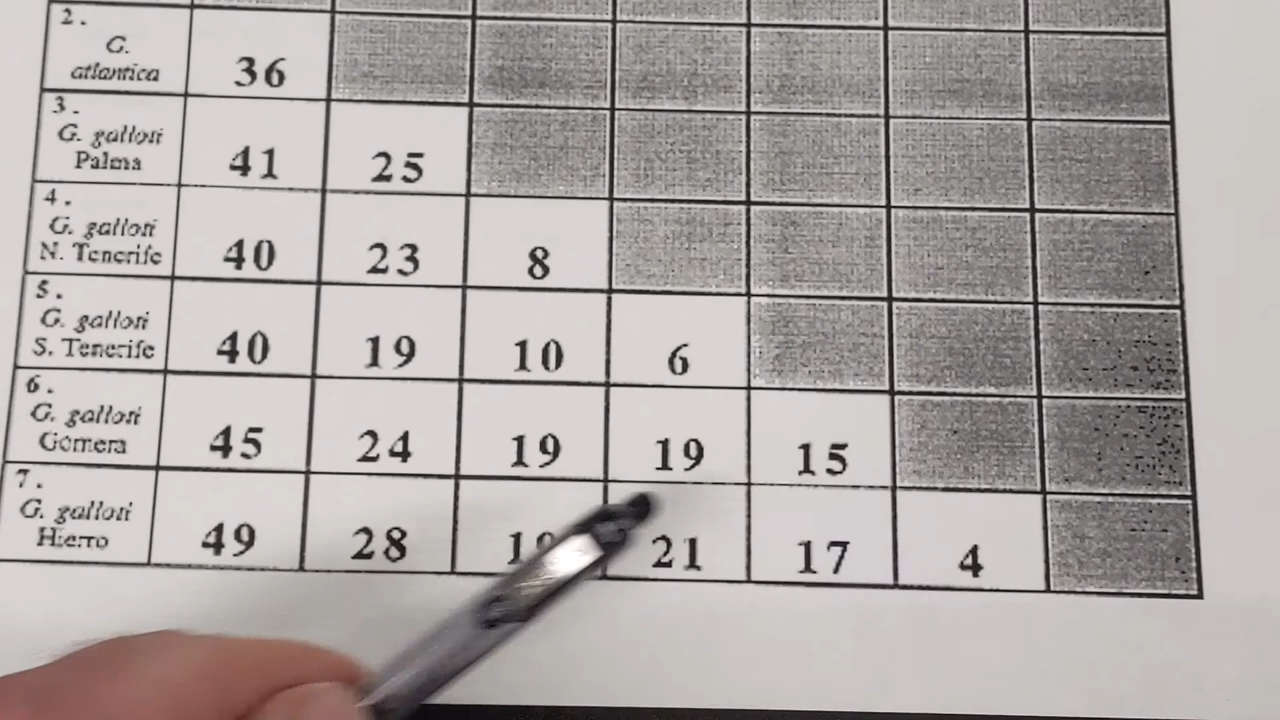 2.
G.
atlantica
36
3.
G. galloti
Palma
41 25
4.
G. galloti
N. Tenerife
40 23 8
5.
G. galloti
S. Tenerife
40 19 10 6
6.
G. galloti
Gomera
45 24 19 19 15
7.
G. galloti
Hierro
49 28 21 17 4